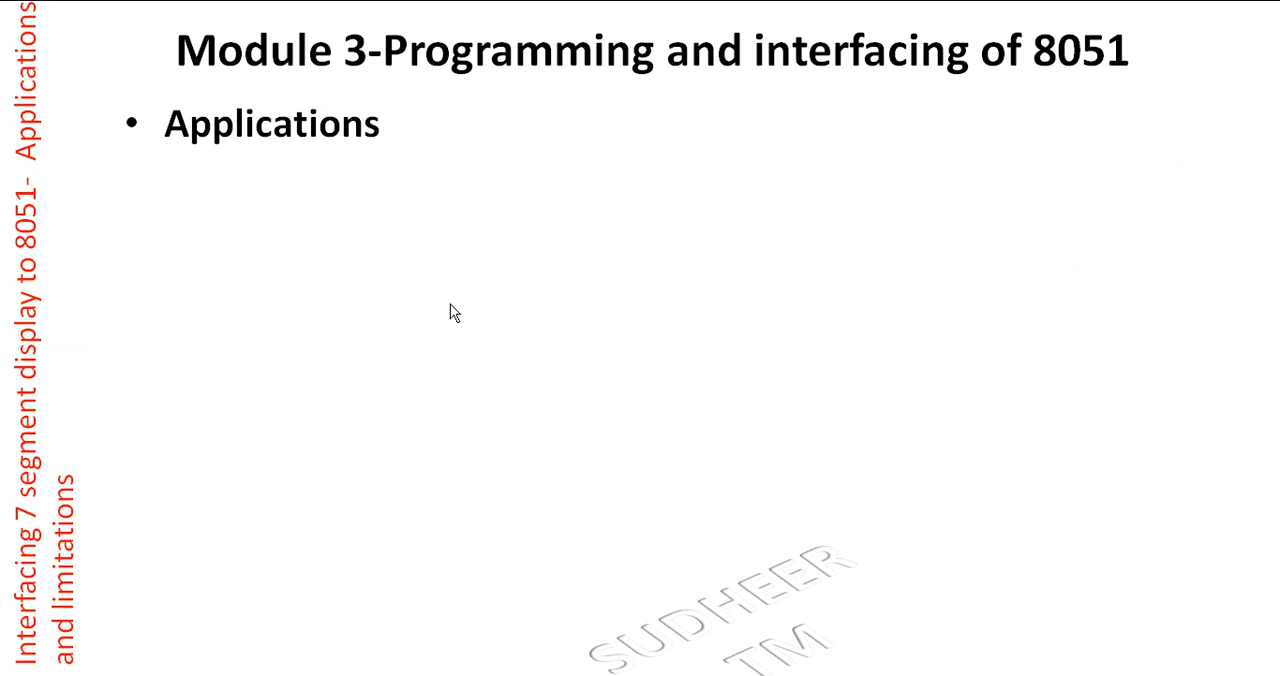 Module 3-Programming and interfacing of 8051
• Applications
Interfacing 7 segment display to 8051- Applications
and limitations
SUDHEER
TM